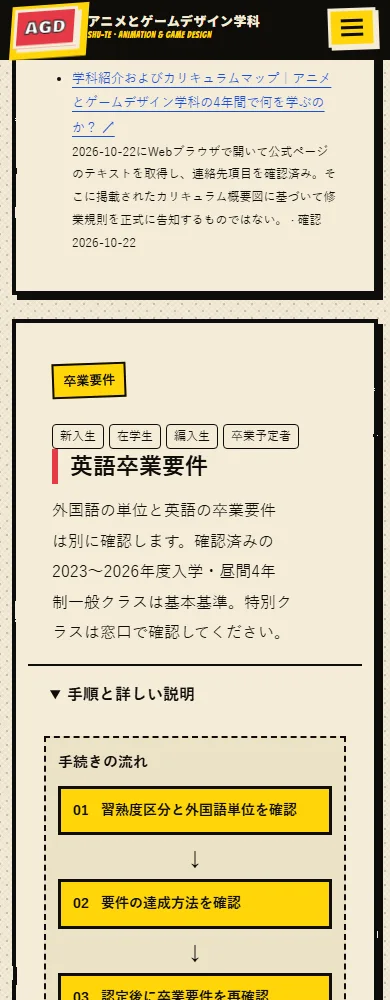 AGD
アニメとゲームデザイン学科
SHU-TE・ANIMATION & GAME DESIGN
学科紹介およびカリキュラムマップ｜アニメ
とゲームデザイン学科の4年間で何を学ぶの
か？ ↗
2026-10-22にWebブラウザで開いて公式ページ
のテキストを取得し、連絡先項目を確認済み。そ
こに掲載されたカリキュラム概要図に基づいて修
業規則を正式に告知するものではない。 · 確認
2026-10-22
卒業要件
新入生 在学生 編入生 卒業予定者
英語卒業要件
外国語の単位と英語の卒業要件
は別に確認します。確認済みの
2023〜2026年度入学・昼間4年
制一般クラスは基本基準。特別ク
ラスは窓口で確認してください。
▼ 手順と詳しい説明
手続きの流れ
01 習熟度区分と外国語単位を確認
↓
02 要件の達成方法を確認
↓
03 認定後に卒業要件を再確認